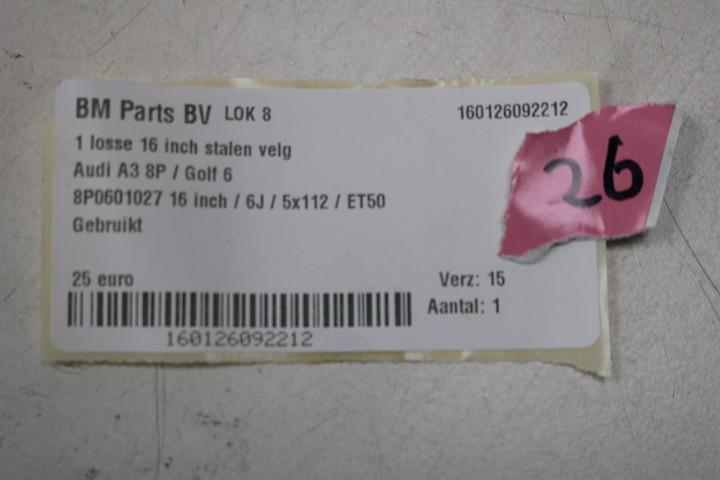 BM Parts BV LOK 8 160126092212
1 losse 16 inch stalen velg
Audi A3 8P / Golf 6
8P0601027 16 inch / 6J / 5x112 / ET50
Gebruikt
26
25 euro Verz: 15
Aantal: 1
160126092212